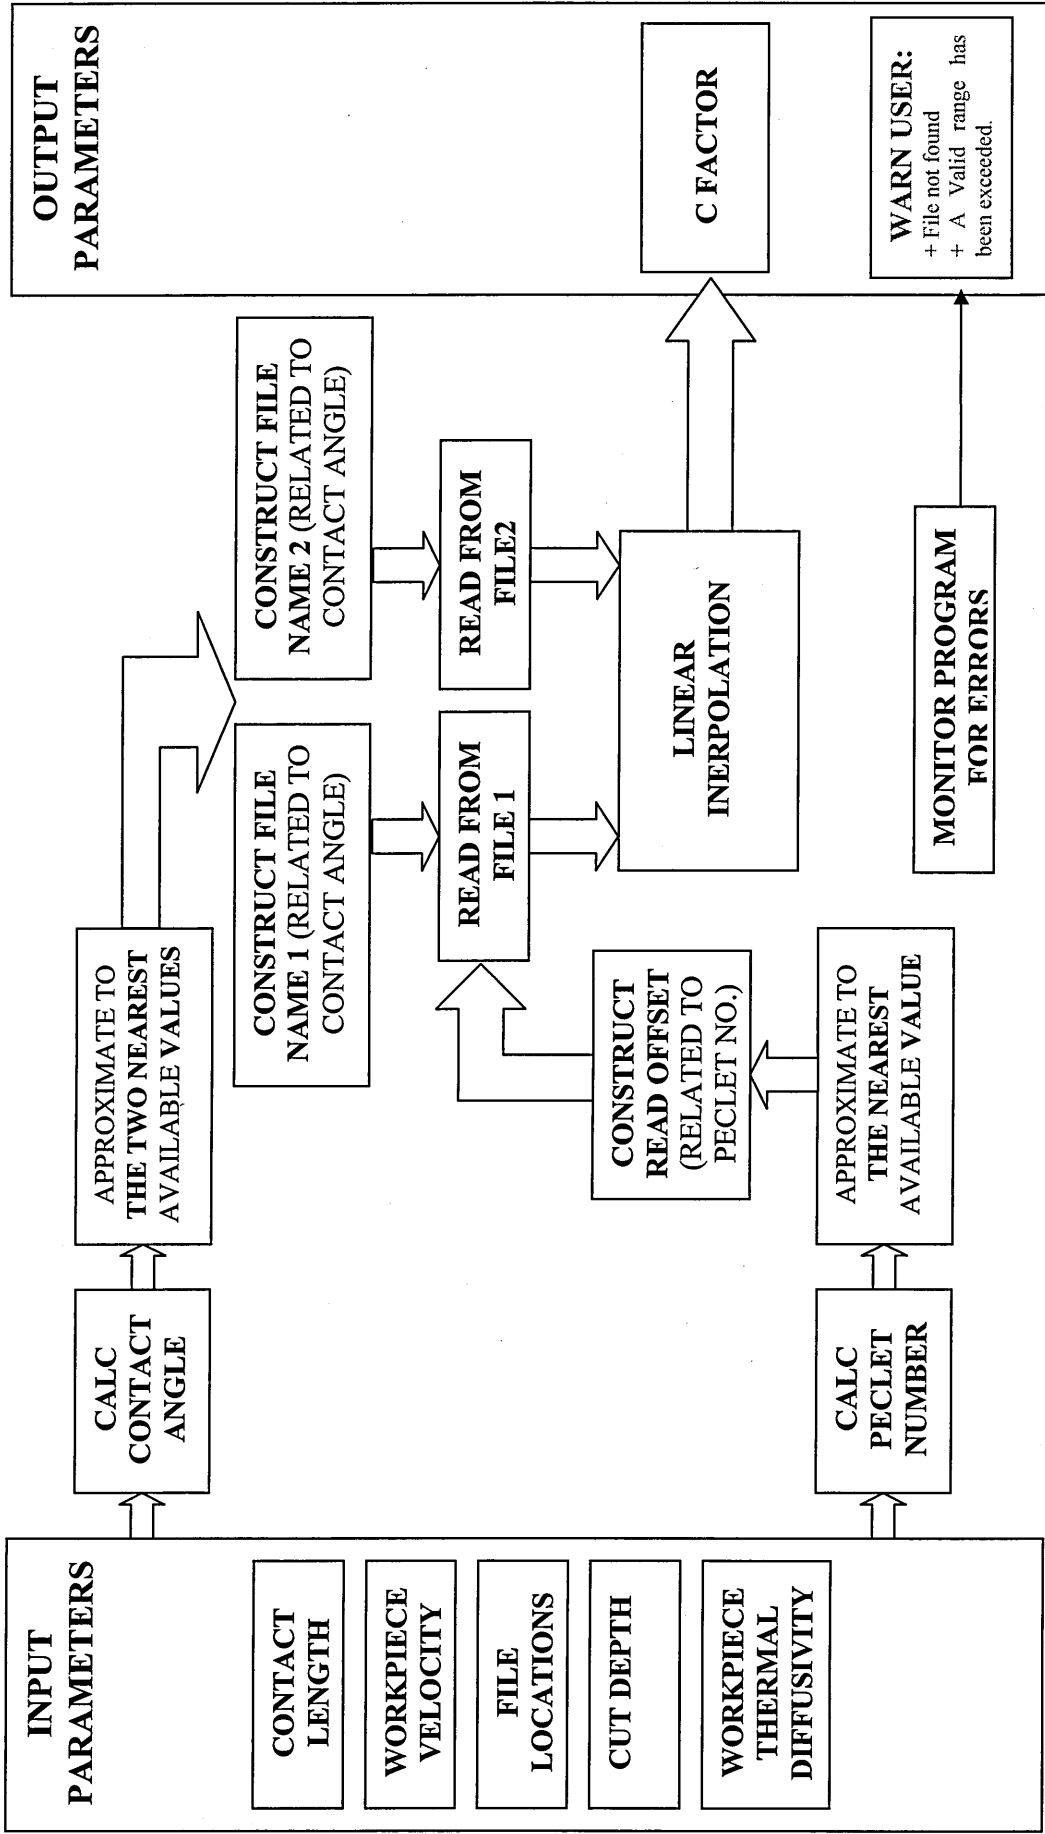 INPUT
PARAMETERS
CONTACT
LENGTH
WORKPIECE
VELOCITY
FILE
LOCATIONS
CUT DEPTH
WORKPIECE
THERMAL
DIFFUSIVITY
CALC
CONTACT
ANGLE
APPROXIMATE TO
THE TWO NEAREST
AVAILABLE VALUES
CALC
PECLET
NUMBER
APPROXIMATE TO
THE NEAREST
AVAILABLE VALUE
CONSTRUCT
READ OFFSET
(RELATED TO
PECLET NO.)
CONSTRUCT FILE
NAME 1 (RELATED TO
CONTACT ANGLE)
CONSTRUCT FILE
NAME 2 (RELATED TO
CONTACT ANGLE)
READ FROM
FILE 1
READ FROM
FILE2
LINEAR
INERPOLATION
MONITOR PROGRAM
FOR ERRORS
OUTPUT
PARAMETERS
C FACTOR
WARN USER:
+ File not found
+ A Valid range has
been exceeded.